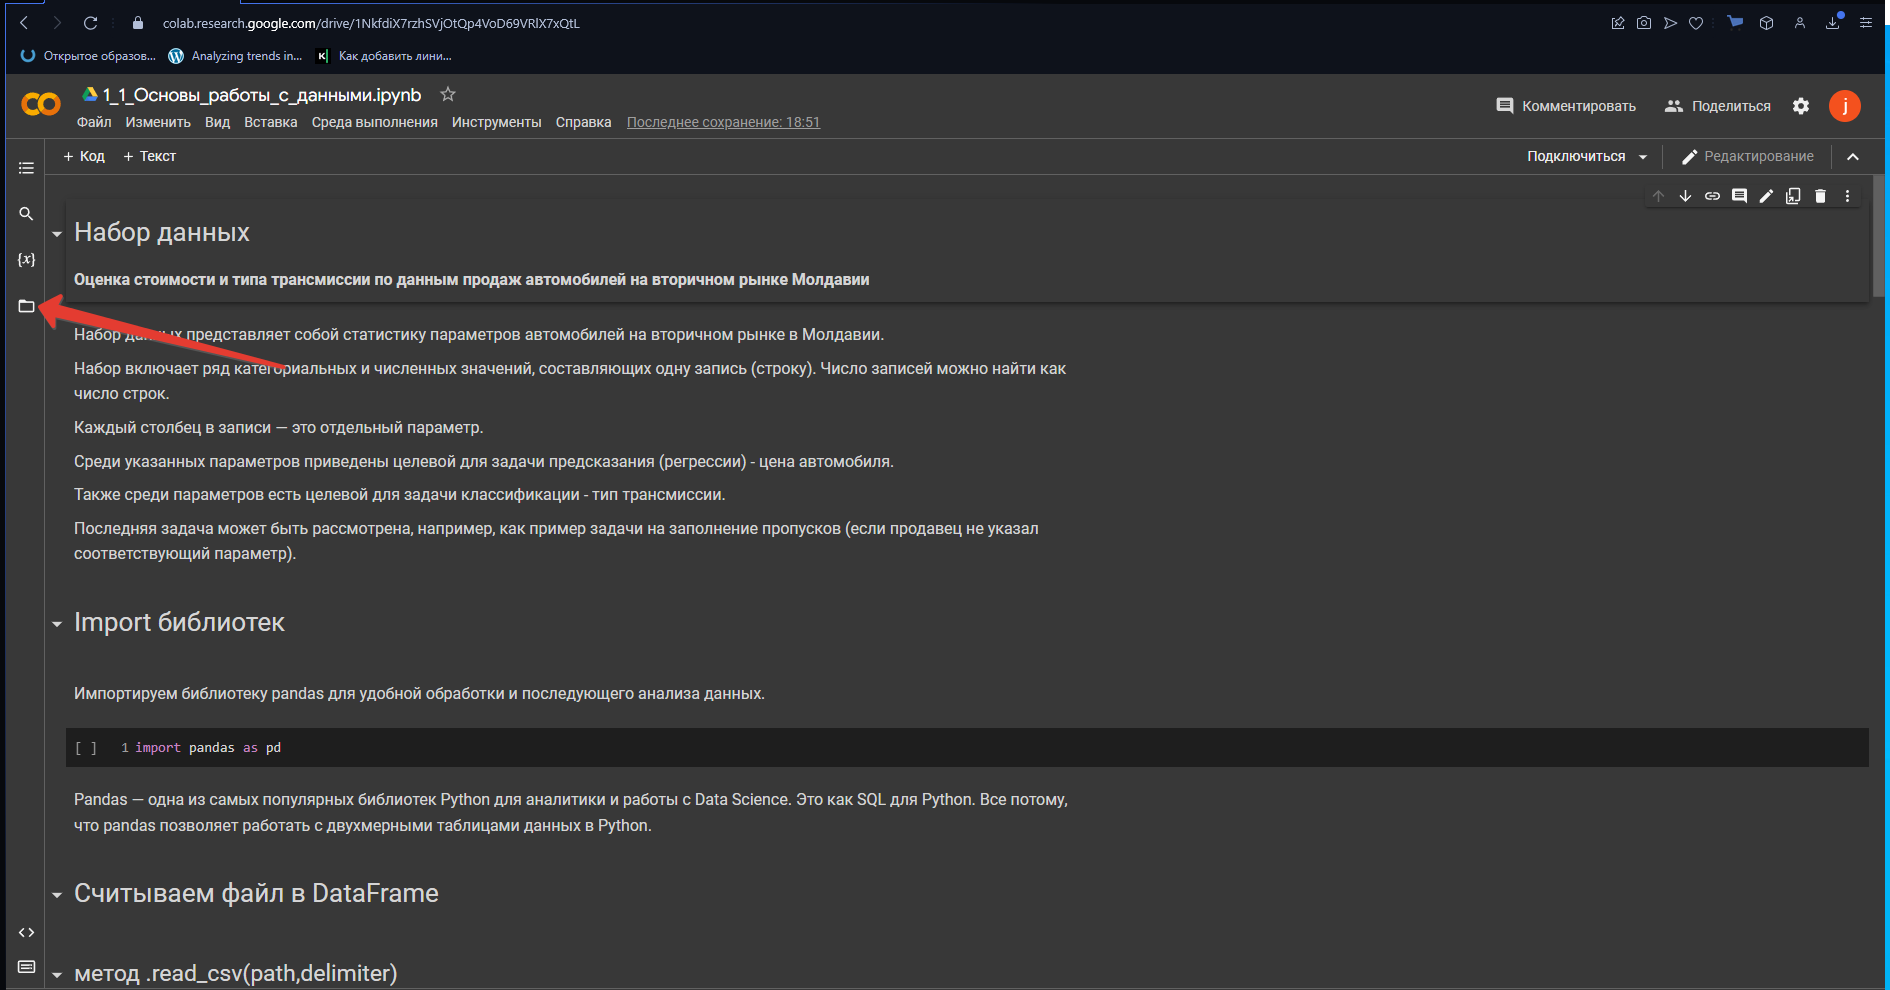 colab.research.google.com/drive/1NkfdiX7rzhSVjOtQp4VoD69VRlX7xQtL
Открытое образов...
Analyzing trends in...
K|
Как добавить лини...
1_1_Основы_работы_с_данными.ipynb
Комментировать
Поделиться
j
Файл Изменить Вид Вставка Среда выполнения Инструменты Справка Последнее сохранение: 18:51
+ Код + Текст
Подключиться
Редактирование
{x}
Набор данных
Оценка стоимости и типа трансмиссии по данным продаж автомобилей на вторичном рынке Молдавии
Набор данных представляет собой статистику параметров автомобилей на вторичном рынке в Молдавии.
Набор включает ряд категориальных и численных значений, составляющих одну запись (строку). Число записей можно найти как
число строк.
Каждый столбец в записи — это отдельный параметр.
Среди указанных параметров приведены целевой для задачи предсказания (регрессии) - цена автомобиля.
Также среди параметров есть целевой для задачи классификации - тип трансмиссии.
Последняя задача может быть рассмотрена, например, как пример задачи на заполнение пропусков (если продавец не указал
соответствующий параметр).
Import библиотек
Импортируем библиотеку pandas для удобной обработки и последующего анализа данных.
[ ] 1 import pandas as pd
Pandas — одна из самых популярных библиотек Python для аналитики и работы с Data Science. Это как SQL для Python. Все потому,
что pandas позволяет работать с двухмерными таблицами данных в Python.
Считываем файл в DataFrame
метод .read_csv(path,delimiter)